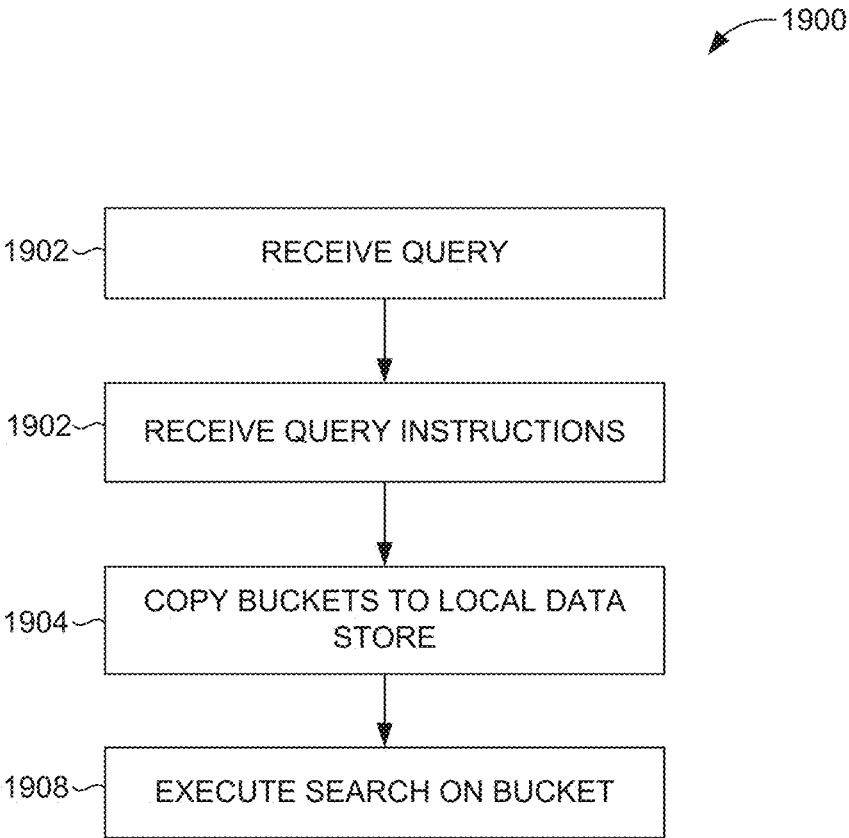 1900
1902
RECEIVE QUERY
1902
RECEIVE QUERY INSTRUCTIONS
1904
COPY BUCKETS TO LOCAL DATA
STORE
1908
EXECUTE SEARCH ON BUCKET